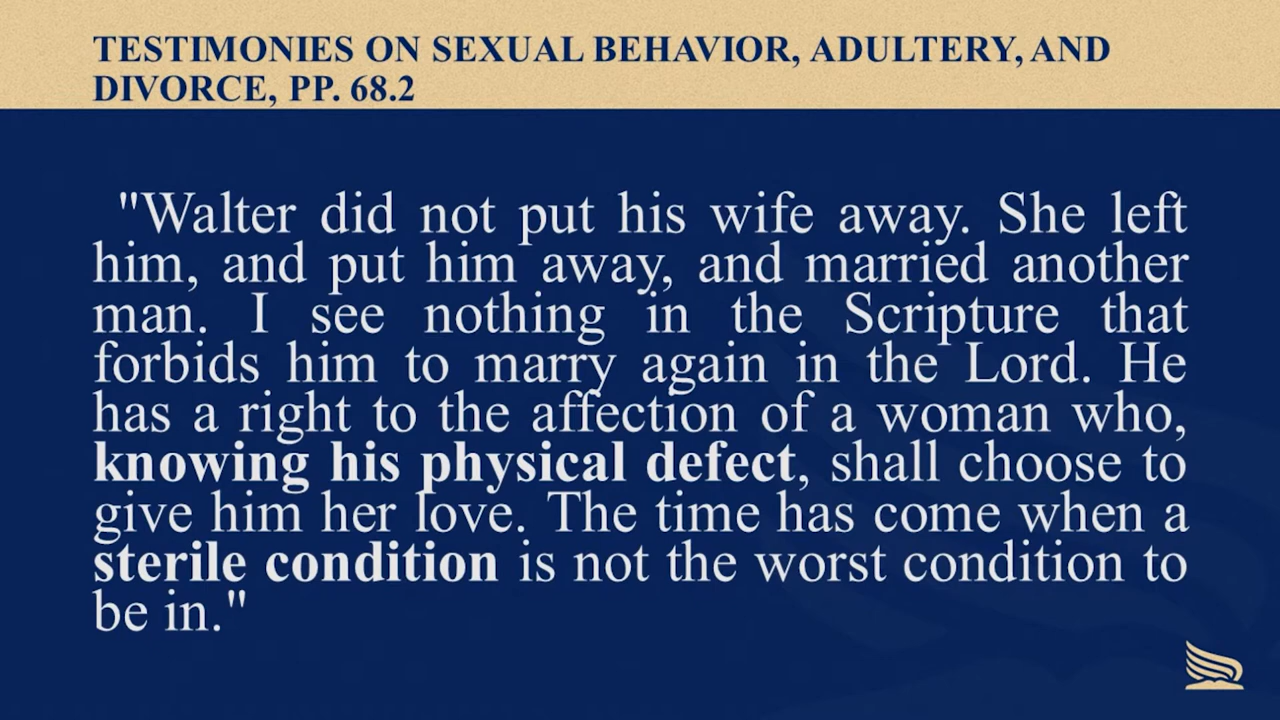 TESTIMONIES ON SEXUAL BEHAVIOR, ADULTERY, AND
DIVORCE, PP. 68.2
"Walter did not put his wife away. She left
him, and put him away, and married another
man. I see nothing in the Scripture that
forbids him to marry again in the Lord. He
has a right to the affection of a woman who,
knowing his physical defect, shall choose to
give him her love. The time has come when a
sterile condition is not the worst condition to
be in."